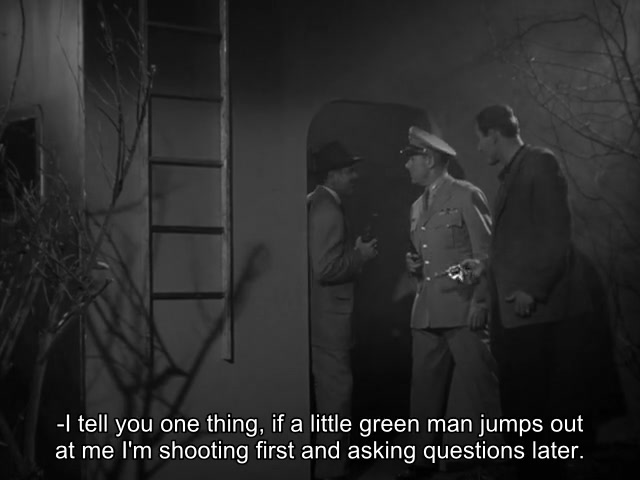 -I tell you one thing, if a little green man jumps out
at me I'm shooting first and asking questions later.